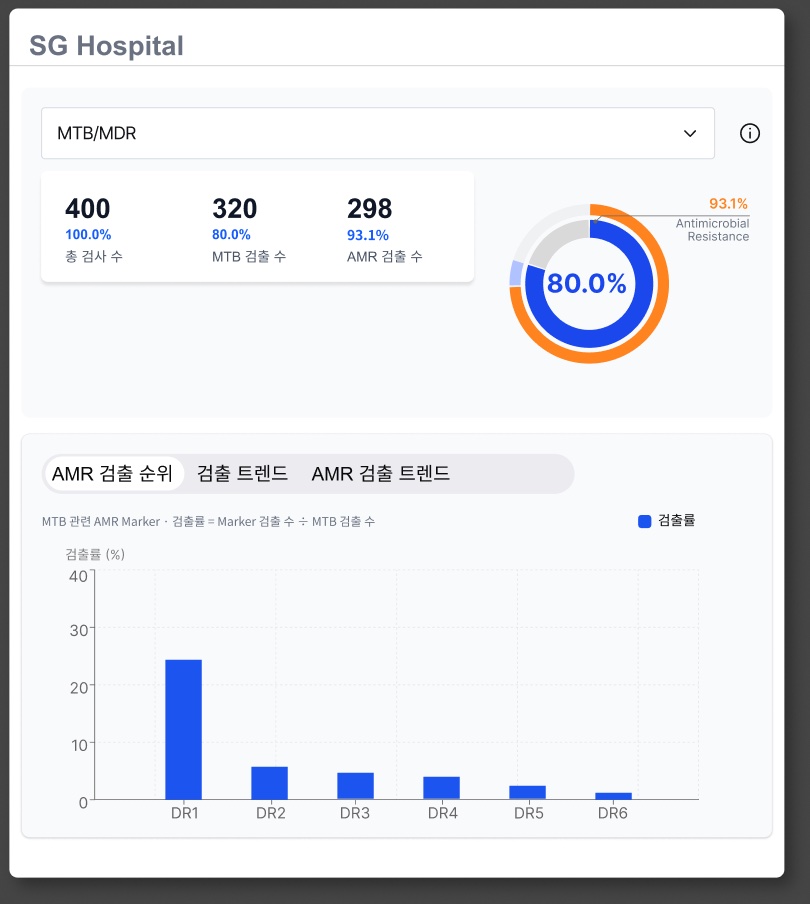 SG Hospital
MTB/MDR
400
320
298
100.0%
80.0%
93.1%
총 검사 수
MTB 검출 수
AMR 검출 수
93.1%
Antimicrobial
Resistance
80.0%
AMR 검출 순위
검출 트렌드
AMR 검출 트렌드
MTB 관련 AMR Marker · 검출률 = Marker 검출 수 ÷ MTB 검출 수
검출률
검출률 (%)
40
30
20
10
0
DR1
DR2
DR3
DR4
DR5
DR6